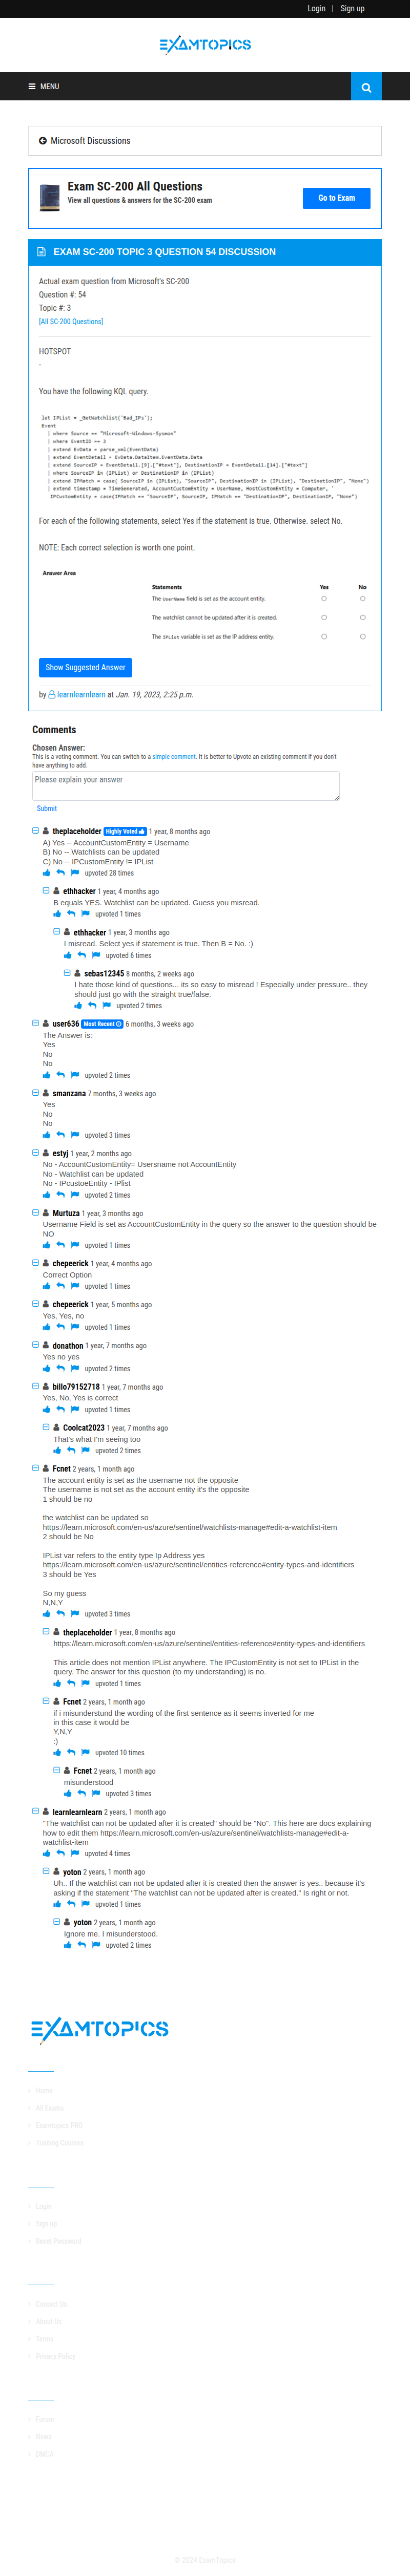 Login | Sign up
EXAMTOPICS
MENU
Microsoft Discussions
Exam SC-200 All Questions
View all questions & answers for the SC-200 exam
Go to Exam
EXAM SC-200 TOPIC 3 QUESTION 54 DISCUSSION
Actual exam question from Microsoft's SC-200
Question #: 54
Topic #: 3
[All SC-200 Questions]
HOTSPOT
-
You have the following KQL query.
let IPList = _GetWatchlist('Bad_IPs');
Event
| where Source == "Microsoft-Windows-Sysmon"
| where EventID == 3
| extend EvData = parse_xml(EventData)
| extend EventDetail = EvData.DataItem.EventData.Data
| extend SourceIP = EventDetail.[9].["#text"], DestinationIP = EventDetail.[14].["#text"]
| where SourceIP in (IPList) or DestinationIP in (IPList)
| extend IPMatch = case( SourceIP in (IPList), "SourceIP", DestinationIP in (IPList), "DestinationIP", "None")
| extend timestamp = TimeGenerated, AccountCustomEntity = UserName, HostCustomEntity = Computer, '
IPCustomEntity = case(IPMatch == "SourceIP", SourceIP, IPMatch == "DestinationIP", DestinationIP, "None")
For each of the following statements, select Yes if the statement is true. Otherwise. select No.
NOTE: Each correct selection is worth one point.
Answer Area
Statements Yes No
The UserName field is set as the account entity.
The watchlist cannot be updated after it is created.
The IPList variable is set as the IP address entity.
Show Suggested Answer
by learnlearnlearn at Jan. 19, 2023, 2:25 p.m.
Comments
Chosen Answer:
This is a voting comment. You can switch to a simple comment. It is better to Upvote an existing comment if you don't
have anything to add.
Please explain your answer
Submit
theplaceholder Highly Voted 1 year, 8 months ago
A) Yes -- AccountCustomEntity = Username
B) No -- Watchlists can be updated
C) No -- IPCustomEntity != IPList
upvoted 28 times
ethhacker 1 year, 4 months ago
B equals YES. Watchlist can be updated. Guess you misread.
upvoted 1 times
ethhacker 1 year, 3 months ago
I misread. Select yes if statement is true. Then B = No. :)
upvoted 6 times
sebas12345 8 months, 2 weeks ago
I hate those kind of questions... its so easy to misread ! Especially under pressure.. they
should just go with the straight true/false.
upvoted 2 times
user636 Most Recent 6 months, 3 weeks ago
The Answer is:
Yes
No
No
upvoted 2 times
smanzana 7 months, 3 weeks ago
Yes
No
No
upvoted 3 times
estyj 1 year, 2 months ago
No - AccountCustomEntity= Usersname not AccountEntity
No - Watchlist can be updated
No - IPcustoeEntity - IPlist
upvoted 2 times
Murtuza 1 year, 3 months ago
Username Field is set as AccountCustomEntity in the query so the answer to the question should be
NO
upvoted 1 times
chepeerick 1 year, 4 months ago
Correct Option
upvoted 1 times
chepeerick 1 year, 5 months ago
Yes, Yes, no
upvoted 1 times
donathon 1 year, 7 months ago
Yes no yes
upvoted 2 times
billo79152718 1 year, 7 months ago
Yes, No, Yes is correct
upvoted 1 times
Coolcat2023 1 year, 7 months ago
That's what I'm seeing too
upvoted 2 times
Fcnet 2 years, 1 month ago
The account entity is set as the username not the opposite
The username is not set as the account entity it's the opposite
1 should be no
the watchlist can be updated so
https://learn.microsoft.com/en-us/azure/sentinel/watchlists-manage#edit-a-watchlist-item
2 should be No
IPList var refers to the entity type Ip Address yes
https://learn.microsoft.com/en-us/azure/sentinel/entities-reference#entity-types-and-identifiers
3 should be Yes
So my guess
N,N,Y
upvoted 3 times
theplaceholder 1 year, 8 months ago
https://learn.microsoft.com/en-us/azure/sentinel/entities-reference#entity-types-and-identifiers
This article does not mention IPList anywhere. The IPCustomEntity is not set to IPList in the
query. The answer for this question (to my understanding) is no.
upvoted 1 times
Fcnet 2 years, 1 month ago
if i misunderstund the wording of the first sentence as it seems inverted for me
in this case it would be
Y,N,Y
:)
upvoted 10 times
Fcnet 2 years, 1 month ago
misunderstood
upvoted 3 times
learnlearnlearn 2 years, 1 month ago
"The watchlist can not be updated after it is created" should be "No". This here are docs explaining
how to edit them https://learn.microsoft.com/en-us/azure/sentinel/watchlists-manage#edit-a-
watchlist-item
upvoted 4 times
yoton 2 years, 1 month ago
Uh.. If the watchlist can not be updated after it is created then the answer is yes.. because it's
asking if the statement "The watchlist can not be updated after is created." Is right or not.
upvoted 1 times
yoton 2 years, 1 month ago
Ignore me. I misunderstood.
upvoted 2 times
EXAMTOPICS
Home
All Exams
Examtopics PRO
Training Courses
Login
Sign up
Reset Password
Contact Us
About Us
Terms
Privacy Policy
Forum
News
DMCA
© 2024 ExamTopics